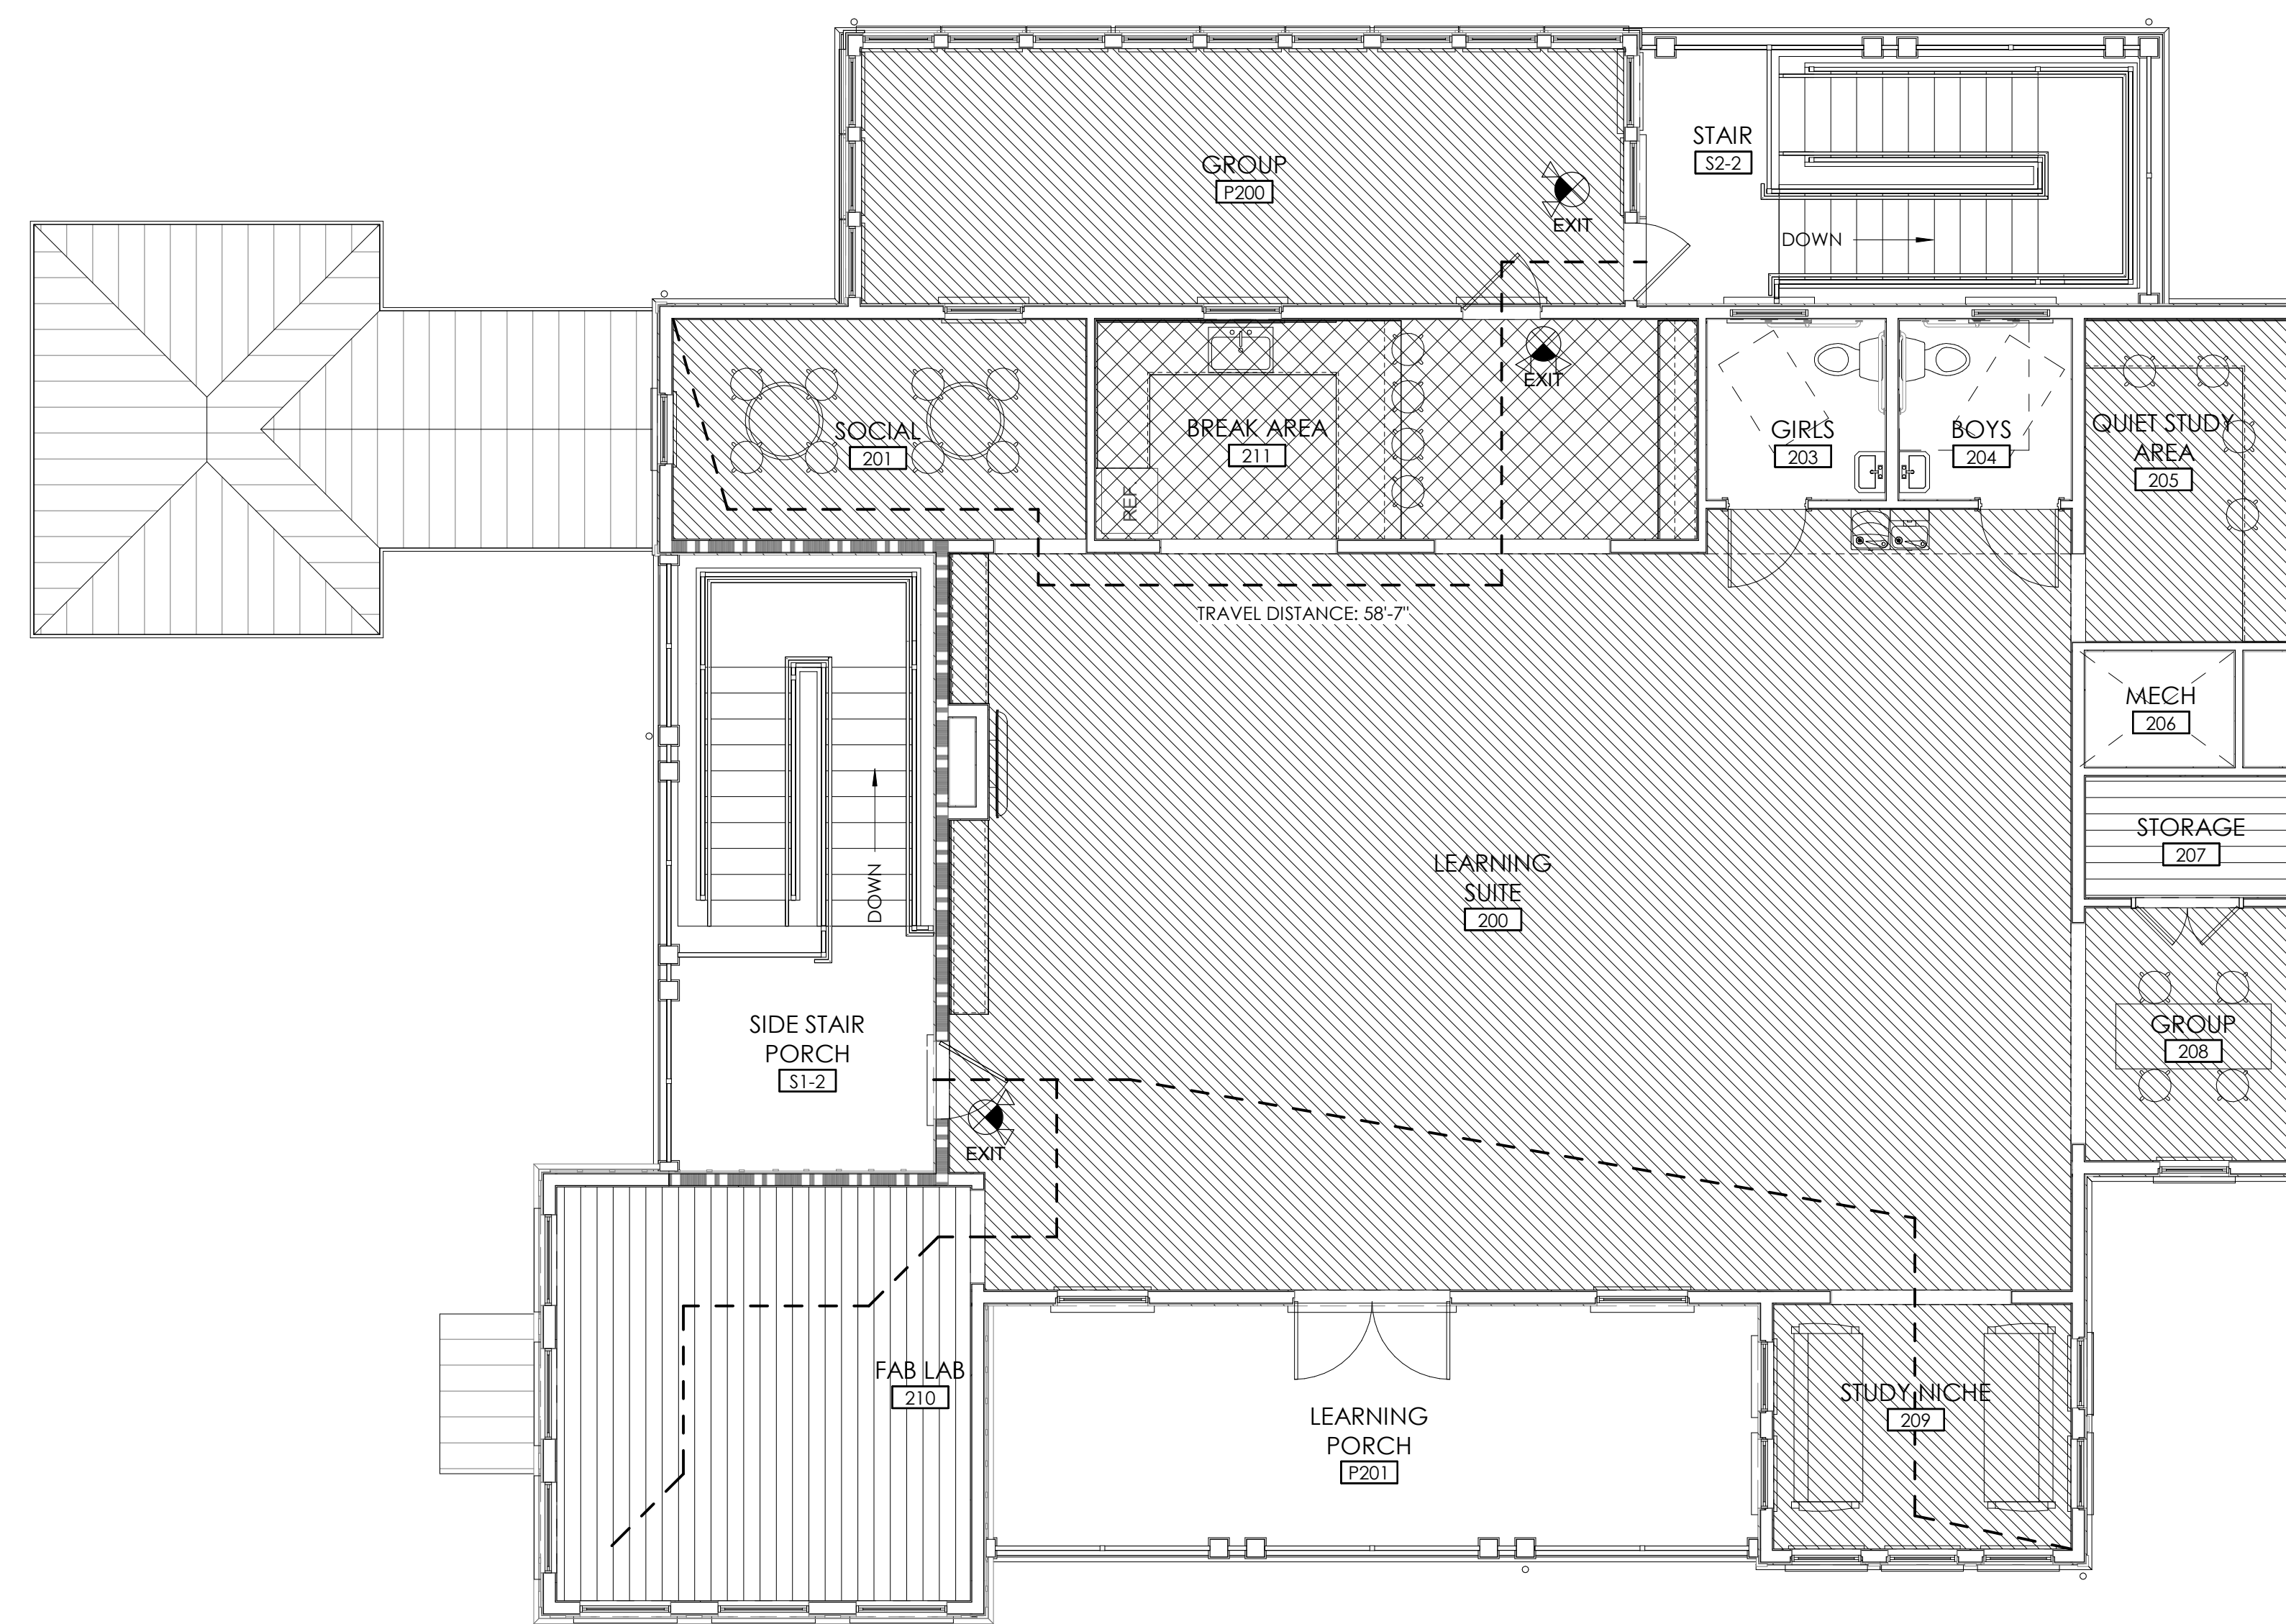 GROUP
P200
EXIT
STAIR
S2-2
DOWN
SOCIAL
201
BREAK AREA
211
REF
EXIT
GIRLS
203
BOYS
204
QUIET STUDY
AREA
205
TRAVEL DISTANCE: 58'-7"
MECH
206
STORAGE
207
LEARNING
SUITE
200
DOWN
SIDE STAIR
PORCH
S1-2
EXIT
GROUP
208
FAB LAB
210
LEARNING
PORCH
P201
STUDY NICHE
209